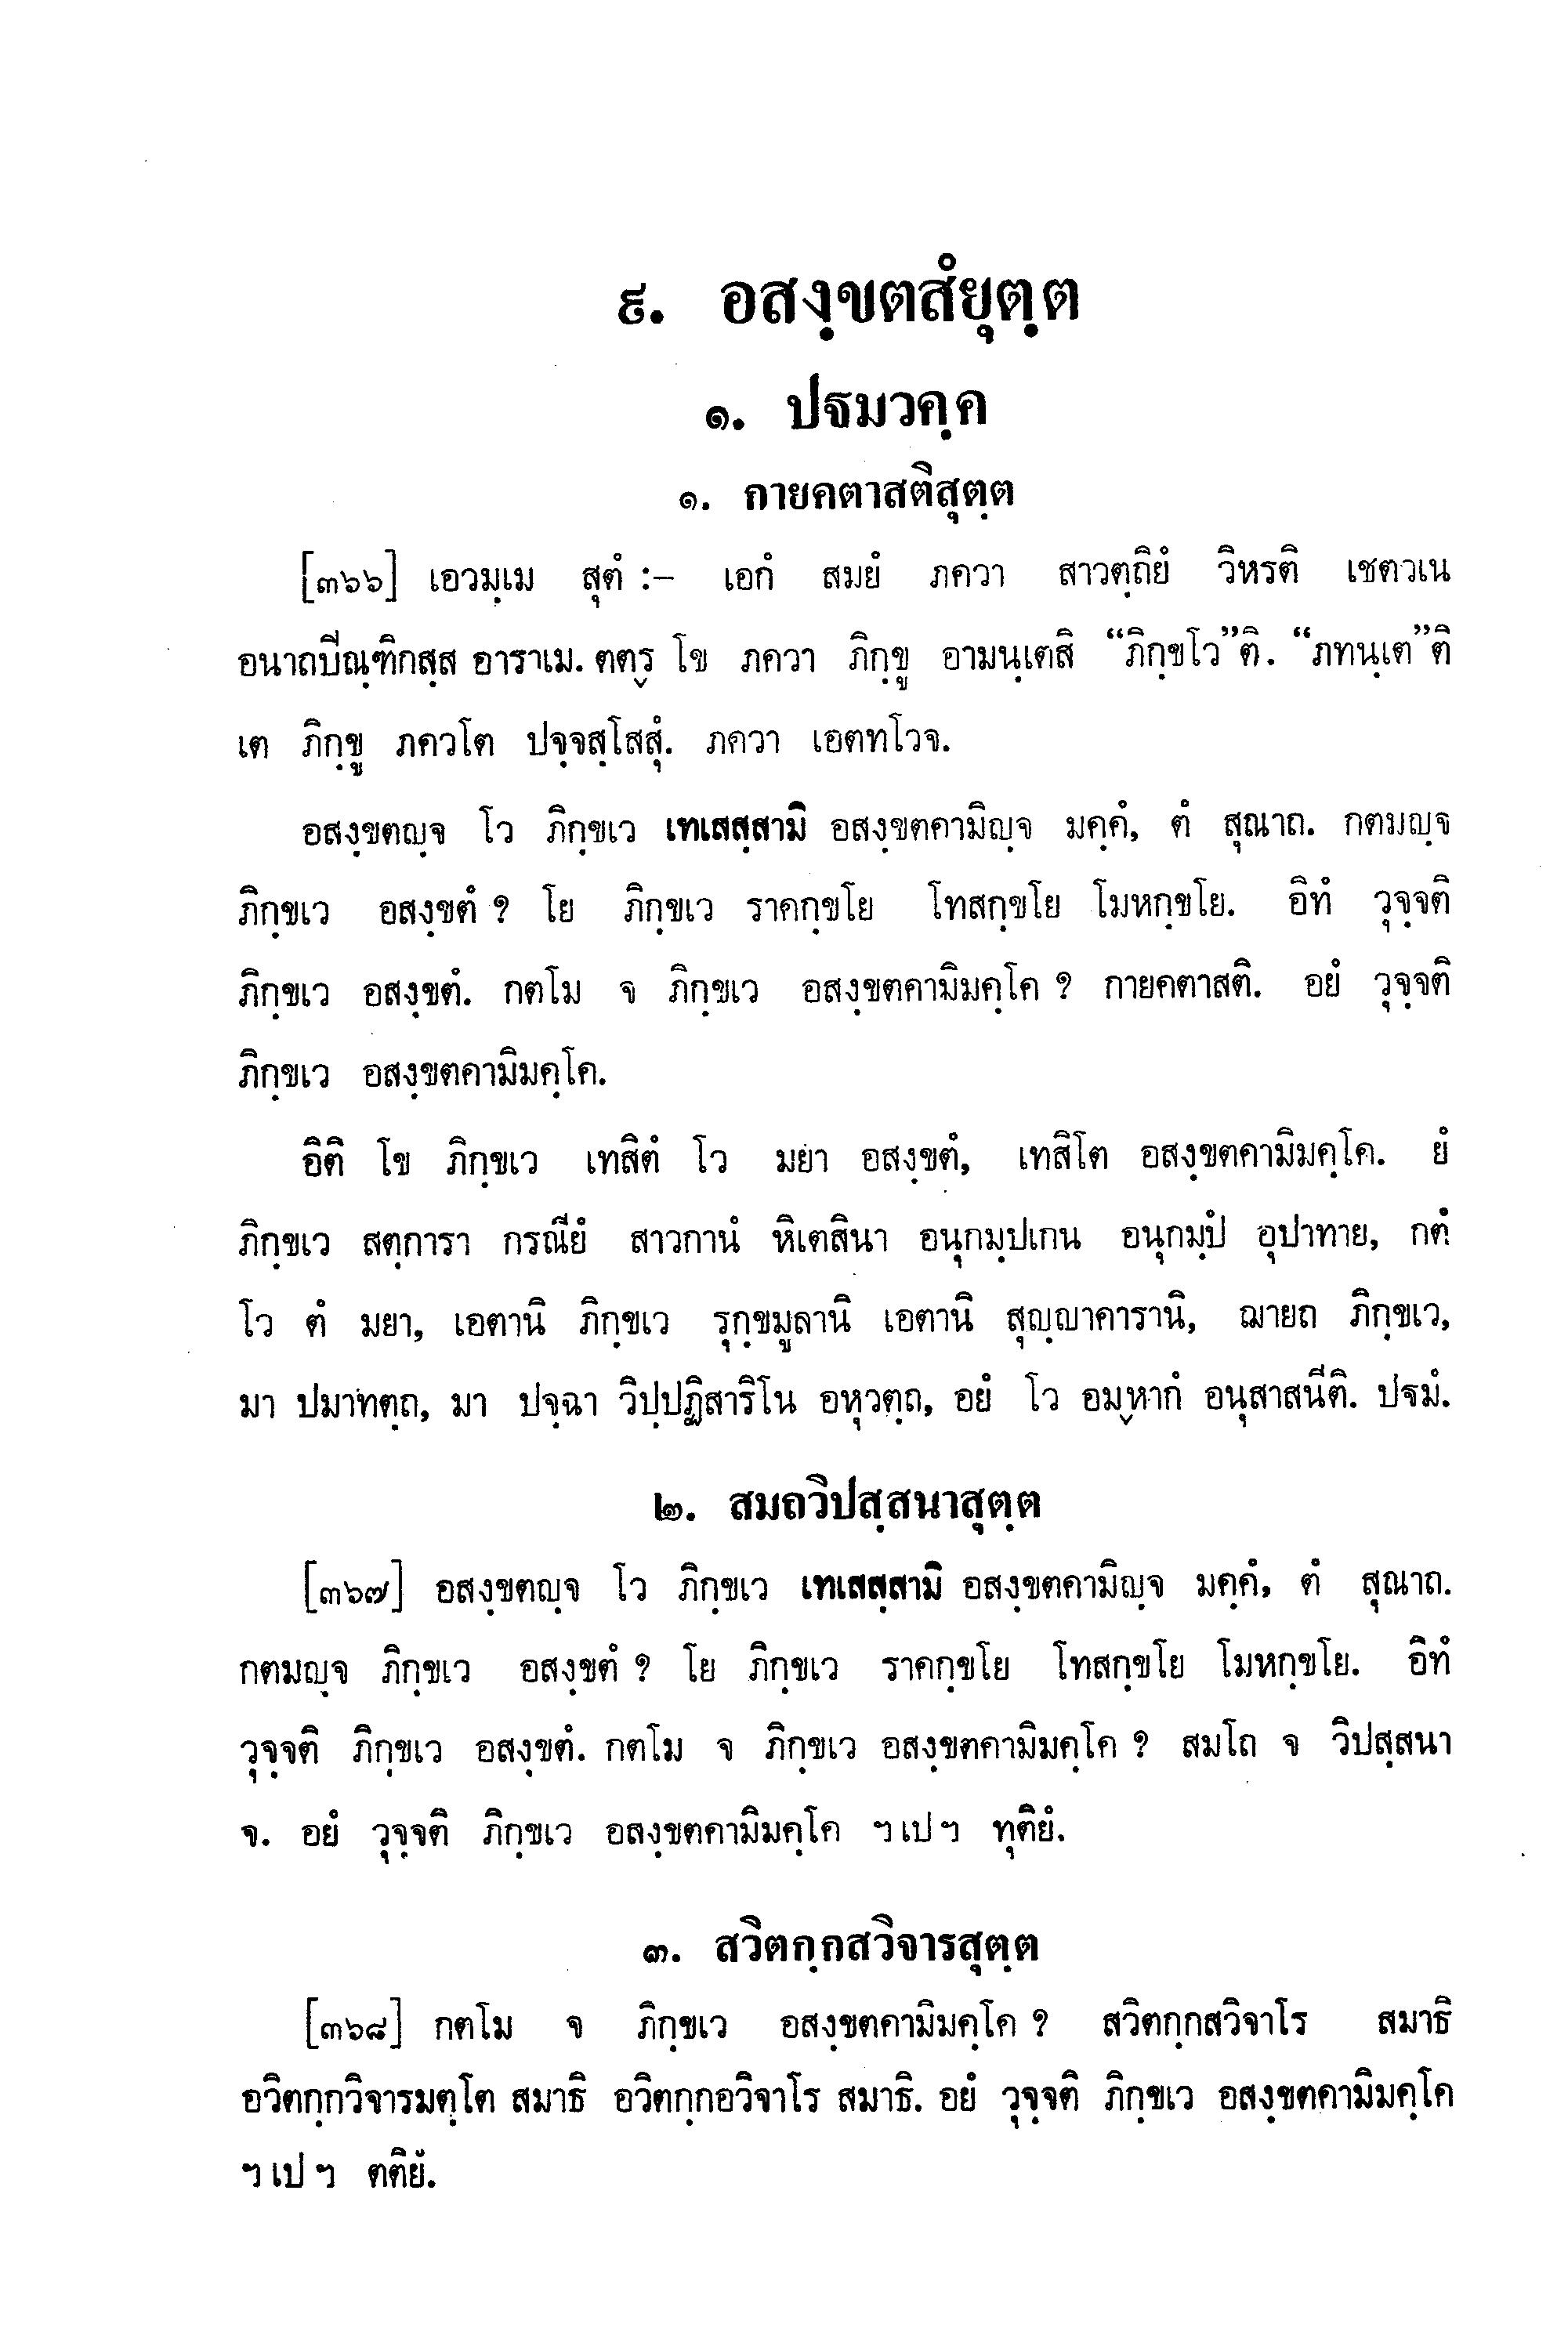 ๙. อสงฺขตสํยุตฺต
๑. ปฐมวคฺค
๑. กายคตาสติสุตฺต
[๓๖๖] เอวมฺเม สุตํ :– เอกํ สมยํ ภควา สาวตฺถิยํ วิหรติ เชตวเน
อนาถบิณฺฑิกสฺส อาราเม. ตตฺร โข ภควา ภิกฺขู อามนฺเตสิ “ภิกฺขโว”ติ. “ภทนฺเต”ติ
เต ภิกฺขู ภควโต ปจฺจสฺโสสุํ. ภควา เอตทโวจ.
อสงฺขตญฺจ โว ภิกฺขเว เทเสสฺสามิ อสงฺขตคามิญฺจ มคฺคํ, ตํ สุณาถ. กตมญฺจ
ภิกฺขเว อสงฺขตํ ? โย ภิกฺขเว ราคกฺขโย โทสกฺขโย โมหกฺขโย. อิทํ วุจฺจติ
ภิกฺขเว อสงฺขตํ. กตโม จ ภิกฺขเว อสงฺขตคามิมคฺโค ? กายคตาสติ. อยํ วุจฺจติ
ภิกฺขเว อสงฺขตคามิมคฺโค.
อิติ โข ภิกฺขเว เทสิตํ โว มยา อสงฺขตํ, เทสิโต อสงฺขตคามิมคฺโค. ยํ
ภิกฺขเว สตฺถารา กรณียํ สาวกานํ หิเตสินา อนุกมฺปเกน อนุกมฺปํ อุปาทาย, กตํ
โว ตํ มยา, เอตานิ ภิกฺขเว รุกฺขมูลานิ เอตานิ สุญฺญาคารานิ, ฌายถ ภิกฺขเว,
มา ปมาทตฺถ, มา ปจฺฉา วิปฺปฏิสาริโน อหุวตฺถ, อยํ โว อมฺหากํ อนุสาสนีติ. ปฐมํ.
๒. สมถวิปสฺสนาสุตฺต
[๓๖๗] อสงฺขตญฺจ โว ภิกฺขเว เทเสสฺสามิ อสงฺขตคามิญฺจ มคฺคํ, ตํ สุณาถ.
กตมญฺจ ภิกฺขเว อสงฺขตํ ? โย ภิกฺขเว ราคกฺขโย โทสกฺขโย โมหกฺขโย. อิทํ
วุจฺจติ ภิกฺขเว อสงฺขตํ. กตโม จ ภิกฺขเว อสงฺขตคามิมคฺโค ? สมโถ จ วิปสฺสนา
จ. อยํ วุจฺจติ ภิกฺขเว อสงฺขตคามิมคฺโค ฯ เป ฯ ทุติยํ.
๓. สวิตกฺกสวิจารสุตฺต
[๓๖๘] กตโม จ ภิกฺขเว อสงฺขตคามิมคฺโค ? สวิตกฺกสวิจาโร สมาธิ
อวิตกฺกวิจารมตฺโต สมาธิ อวิตกฺกอวิจาโร สมาธิ. อยํ วุจฺจติ ภิกฺขเว อสงฺขตคามิมคฺโค
ฯ เป ฯ ตติยํ.